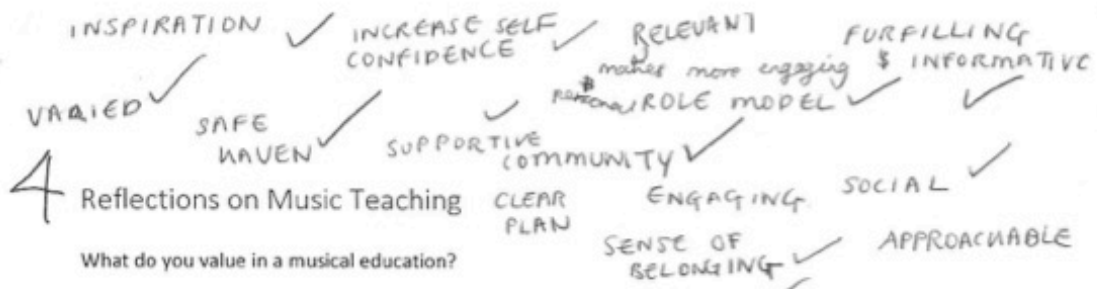 INSPIRATION
INCREASE SELF
CONFIDENCE
RELEVANT
makes more engaging
FURFILLING
$ INFORMATIVE
VARIED
SAFE
HAVEN
SUPPORTIVE
ROLE MODEL
COMMUNITY
4
Reflections on Music Teaching
CLEAR
PLAN
ENGAGING
SOCIAL
What do you value in a musical education?
SENSE OF
BELONGING
APPROACHABLE